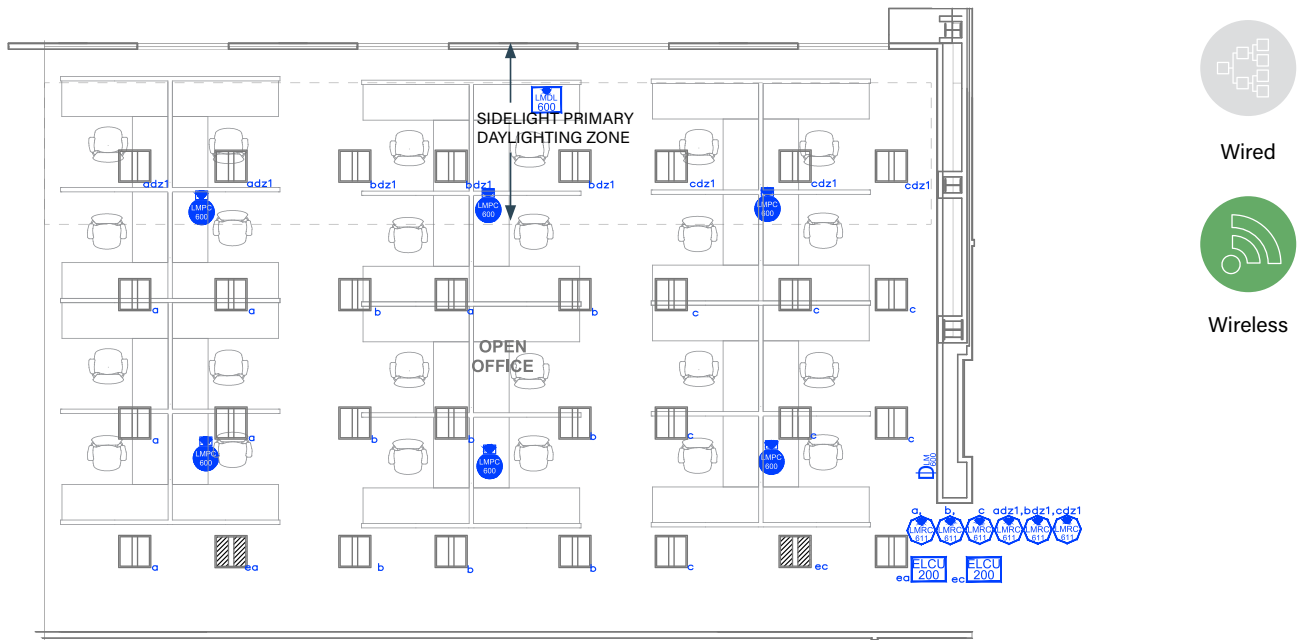 LMDL
600
SIDELIGHT PRIMARY
DAYLIGHTING ZONE
Wired
adz1
adz1
bdz1
bdz1
bdz1
cdz1
cdz1
cdz1
LMPC
600
LMPC
600
LMPC
600
Wireless
a
a
b
a
b
c
c
c
OPEN
OFFICE
a
a
b
b
b
c
c
c
LMPC
600
LMPC
600
LMPC
600
D
LM
600
a, b, c adz1,bdz1,cdz1
LMRC
611
LMRC
611
LMRC
611
LMRC
611
LMRC
611
LMRC
611
a
ea
b
b
b
c
ec
ea
ELCU
200
ec
ELCU
200